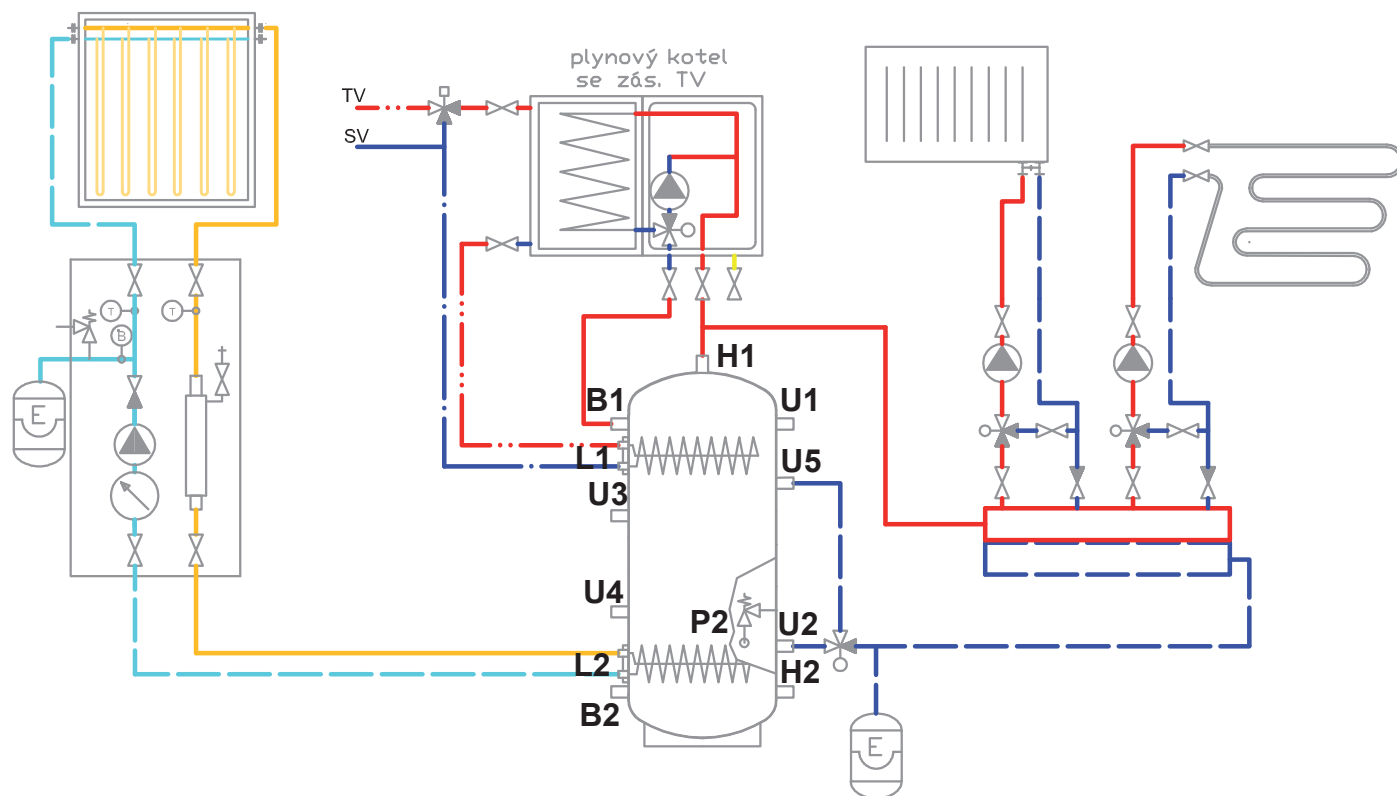 plynový kotel
se zás. TV
TV
SV
T
T
B
E
H1
B1
U1
L1
U5
U3
U4
P2
U2
L2
H2
B2
E